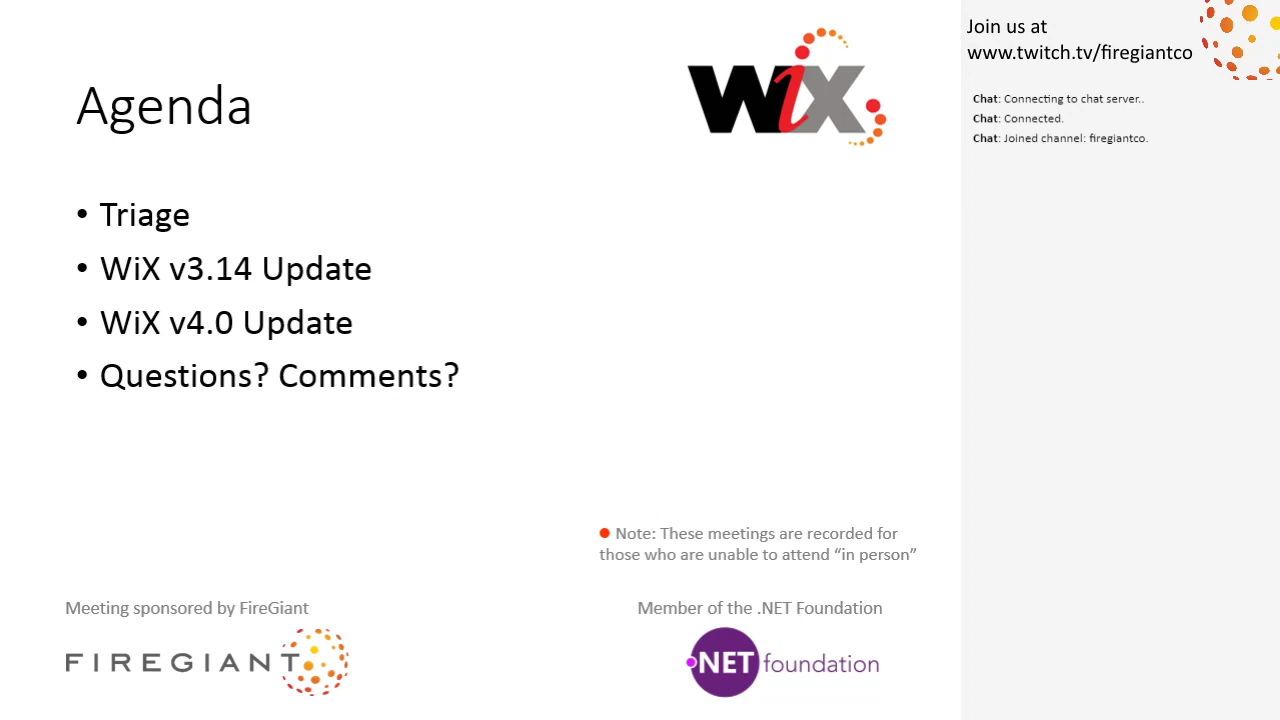 Agenda
WiX
• Triage
• WiX v3.14 Update
• WiX v4.0 Update
• Questions? Comments?
Note: These meetings are recorded for
those who are unable to attend “in person”
Meeting sponsored by FireGiant
FIREGIANT
Member of the .NET Foundation
.NET foundation
Join us at
www.twitch.tv/firegiantco
Chat: Connecting to chat server..
Chat: Connected.
Chat: Joined channel: firegiantco.